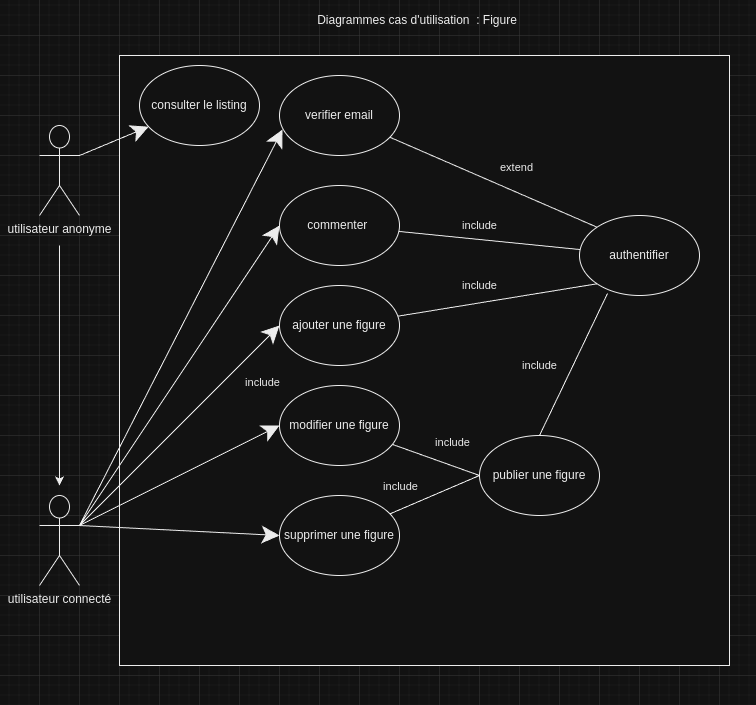 Diagrammes cas d'utilisation : Figure
consulter le listing
verifier email
extend
utilisateur anonyme
commenter
include
authentifier
include
ajouter une figure
include
include
modifier une figure
include
publier une figure
include
supprimer une figure
utilisateur connecté